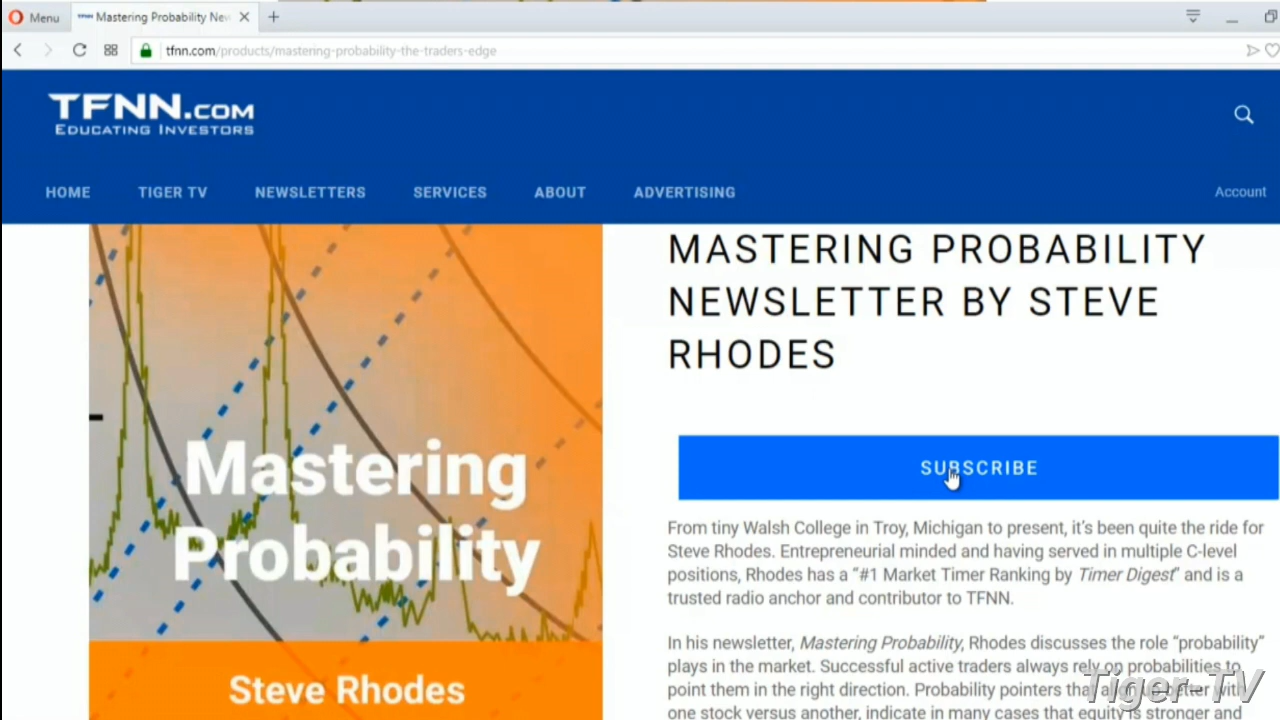 Menu
TFNN Mastering Probability New
tfnn.com/products/mastering-probability-the-traders-edge
TFNN.COM
EDUCATING INVESTORS
HOME TIGER TV NEWSLETTERS SERVICES ABOUT ADVERTISING Account
Mastering
Probability
Steve Rhodes
MASTERING PROBABILITY
NEWSLETTER BY STEVE
RHODES
SUBSCRIBE
From tiny Walsh College in Troy, Michigan to present, it's been quite the ride for
Steve Rhodes. Entrepreneurial minded and having served in multiple C-level
positions, Rhodes has a “#1 Market Timer Ranking by Timer Digest” and is a
trusted radio anchor and contributor to TFNN.
In his newsletter, Mastering Probability, Rhodes discusses the role “probability”
plays in the market. Successful active traders always rely on probabilities to
point them in the right direction. Probability pointers that align up better with
one stock versus another, indicate in many cases that equity is stronger and
Tiger-TV